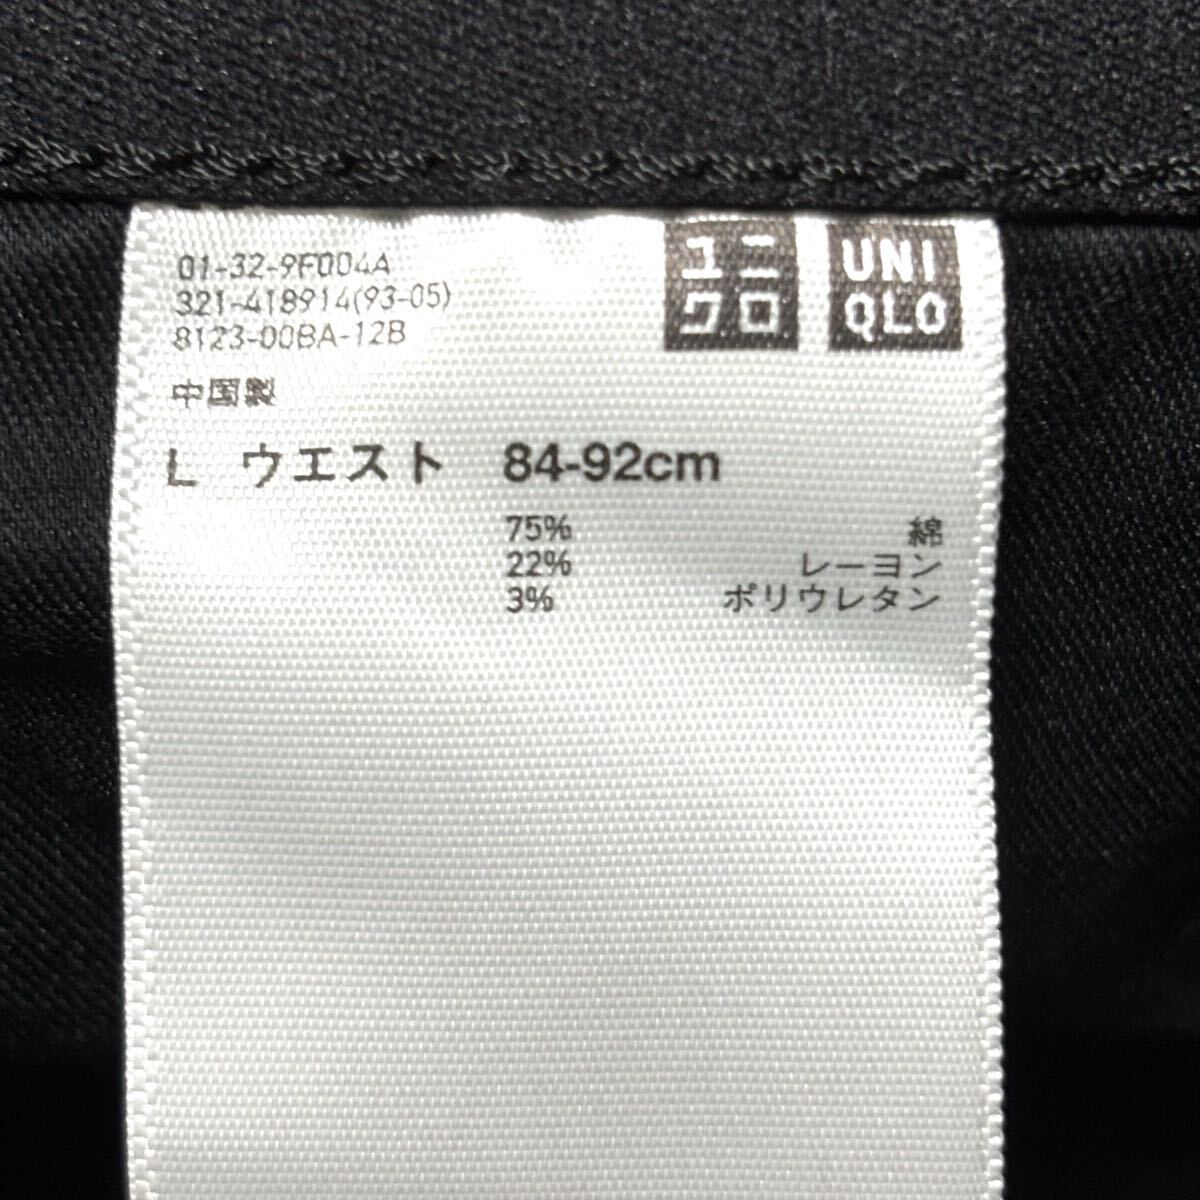 01-32-9F004A
321-418914(93-05)
8123-00BA-12B
ユニ
クロ
UNI
QLO
中国製
L ウエスト 84-92cm
75% 綿
22% レーヨン
3% ポリウレタン